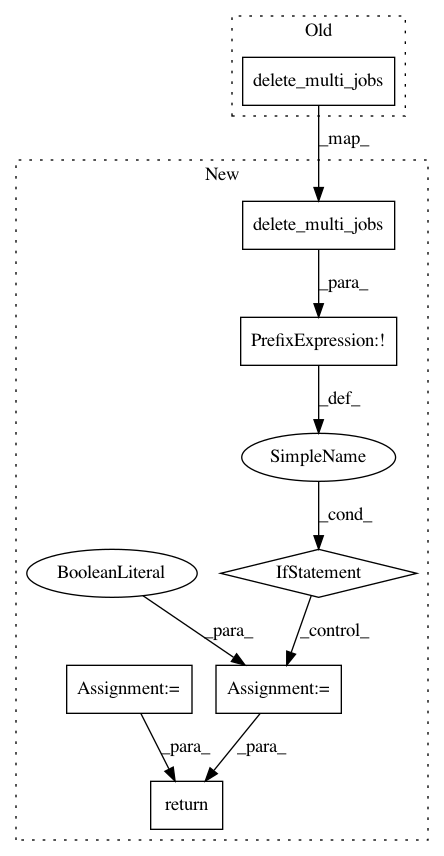 Old
delete_multi_jobs
_map_
New
delete_multi_jobs
_para_
PrefixExpression:!
_def_
SimpleName
_cond_
BooleanLiteral
IfStatement
_para_
_control_
Assignment:=
Assignment:=
_para_
_para_
return